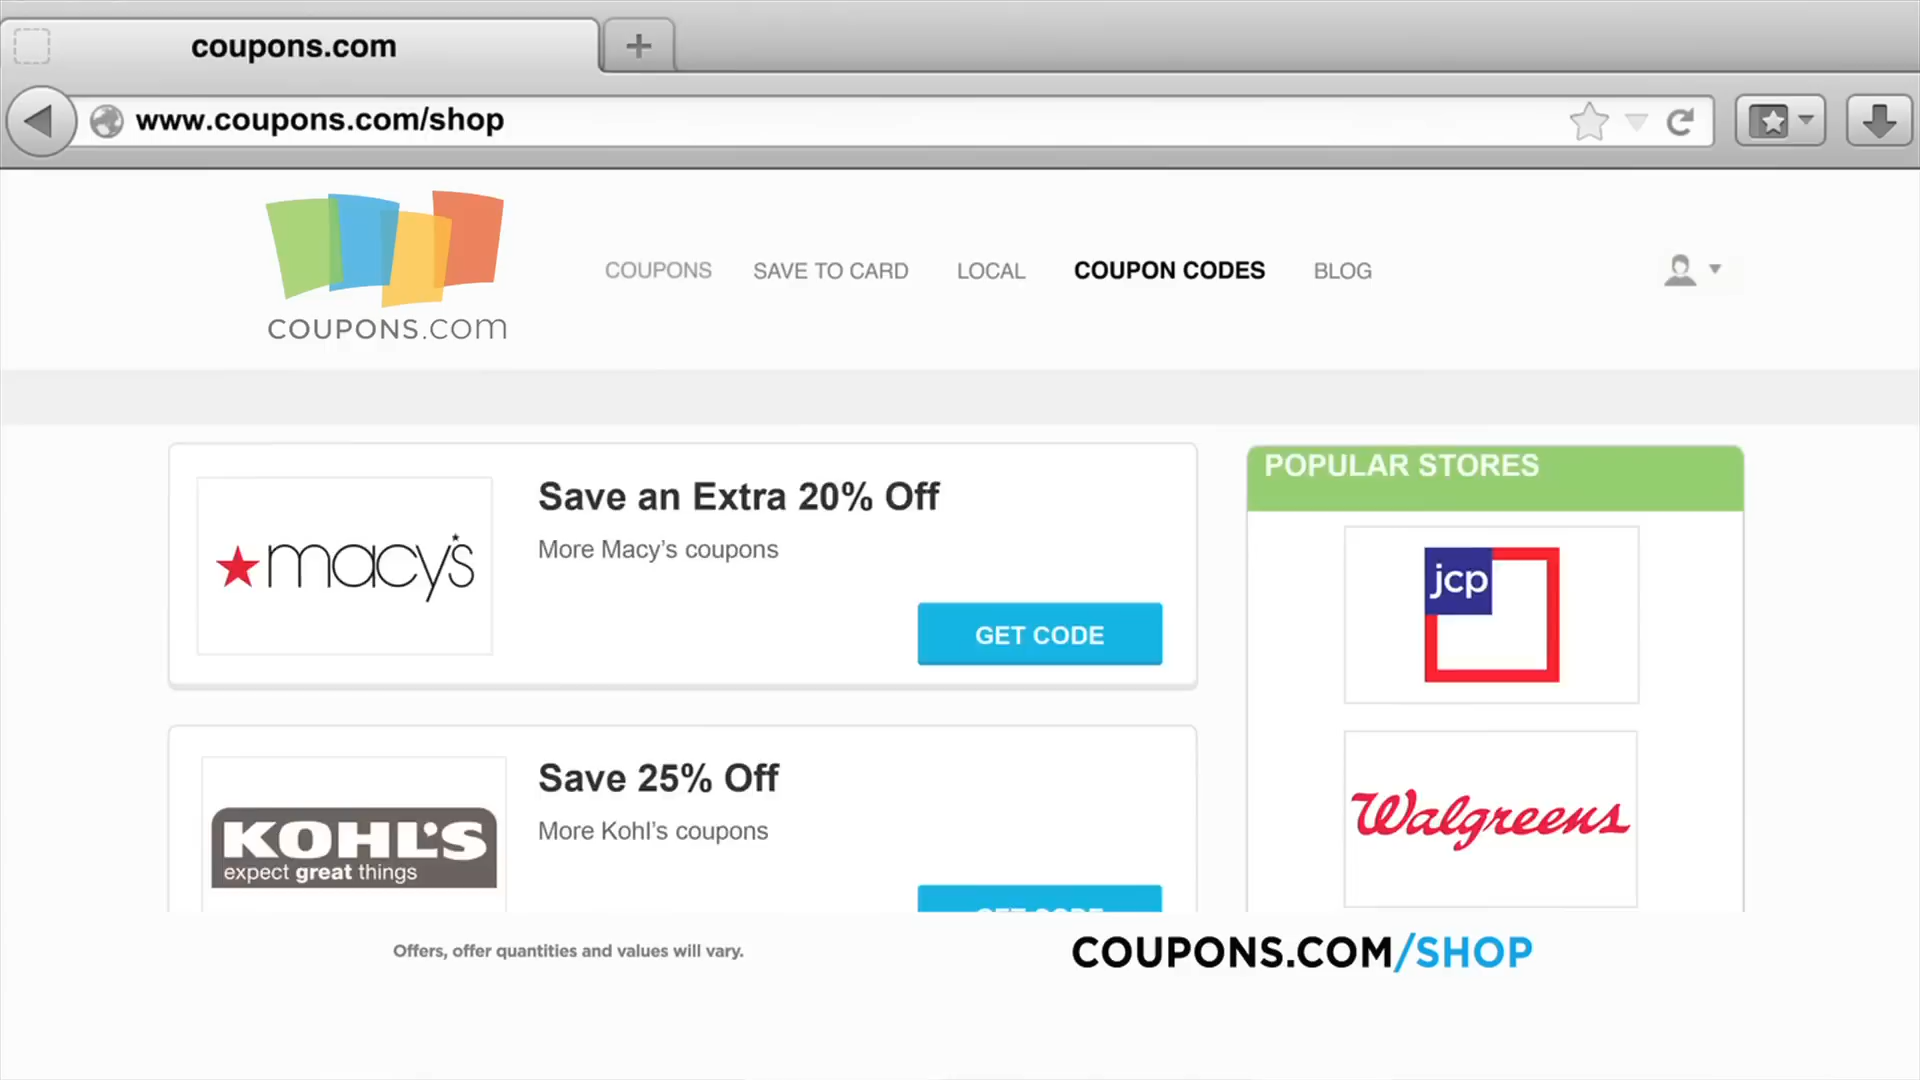 coupons.com
www.coupons.com/shop
COUPONS.com
COUPONS SAVE TO CARD LOCAL COUPON CODES BLOG
macy's
Save an Extra 20% Off
More Macy's coupons
GET CODE
KOHL'S
expect great things
Save 25% Off
More Kohl's coupons
GET CODE
POPULAR STORES
jcp
Walgreens
Offers, offer quantities and values will vary.
COUPONS.COM/SHOP